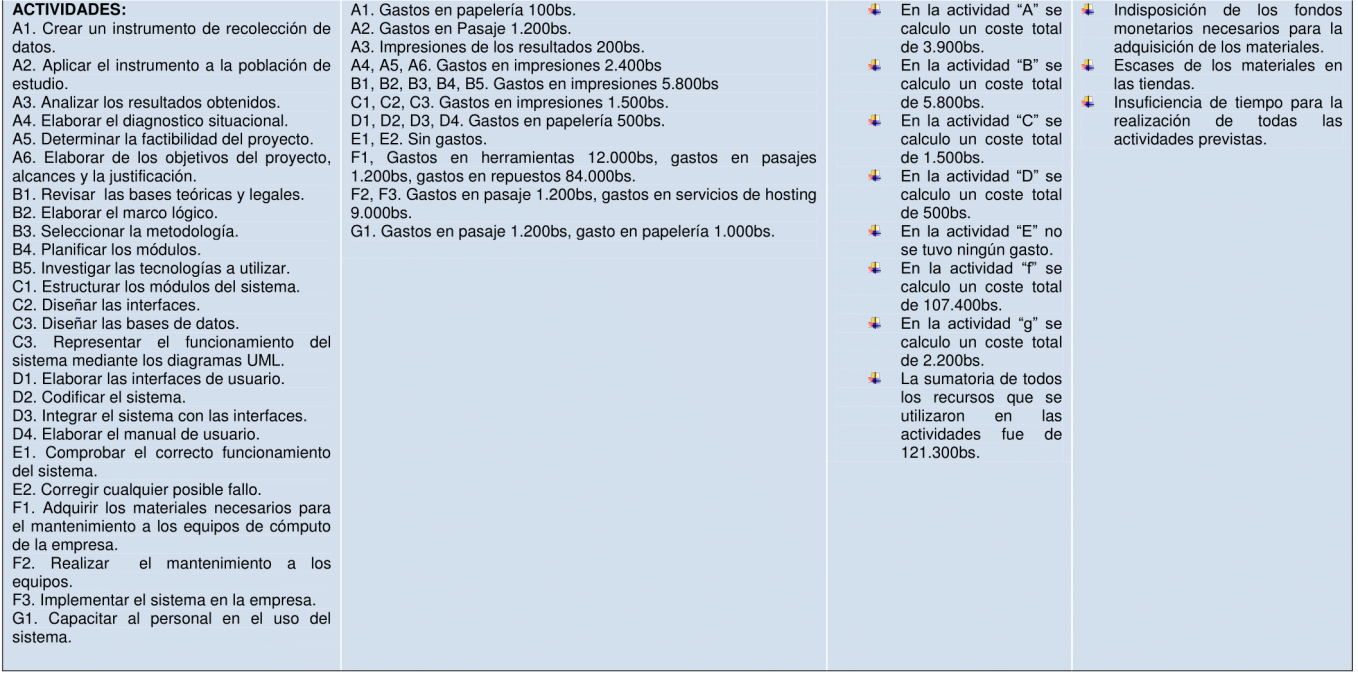 ACTIVIDADES:
A1. Crear un instrumento de recolección de
datos.
A2. Aplicar el instrumento a la población de
estudio.
A3. Analizar los resultados obtenidos.
A4. Elaborar el diagnostico situacional.
A5. Determinar la factibilidad del proyecto.
A6. Elaborar de los objetivos del proyecto,
alcances y la justificación.
B1. Revisar las bases teóricas y legales.
B2. Elaborar el marco lógico.
B3. Seleccionar la metodología.
B4. Planificar los módulos.
B5. Investigar las tecnologías a utilizar.
C1. Estructurar los módulos del sistema.
C2. Diseñar las interfaces.
C3. Diseñar las bases de datos.
C3. Representar el funcionamiento del
sistema mediante los diagramas UML.
D1. Elaborar las interfaces de usuario.
D2. Codificar el sistema.
D3. Integrar el sistema con las interfaces.
D4. Elaborar el manual de usuario.
E1. Comprobar el correcto funcionamiento
del sistema.
E2. Corregir cualquier posible fallo.
F1. Adquirir los materiales necesarios para
el mantenimiento a los equipos de cómputo
de la empresa.
F2. Realizar el mantenimiento a los
equipos.
F3. Implementar el sistema en la empresa.
G1. Capacitar al personal en el uso del
sistema.
A1. Gastos en papelería 100bs.
A2. Gastos en Pasaje 1.200bs.
A3. Impresiones de los resultados 200bs.
A4, A5, A6. Gastos en impresiones 2.400bs
B1, B2, B3, B4, B5. Gastos en impresiones 5.800bs
C1, C2, C3. Gastos en impresiones 1.500bs.
D1, D2, D3, D4. Gastos en papelería 500bs.
E1, E2. Sin gastos.
F1, Gastos en herramientas 12.000bs, gastos en pasajes
1.200bs, gastos en repuestos 84.000bs.
F2, F3. Gastos en pasaje 1.200bs, gastos en servicios de hosting
9.000bs.
G1. Gastos en pasaje 1.200bs, gasto en papelería 1.000bs.
En la actividad “A” se
calculo un coste total
de 3.900bs.
En la actividad “B” se
calculo un coste total
de 5.800bs.
En la actividad “C” se
calculo un coste total
de 1.500bs.
En la actividad “D” se
calculo un coste total
de 500bs.
En la actividad “E” no
se tuvo ningún gasto.
En la actividad “f” se
calculo un coste total
de 107.400bs.
En la actividad “g” se
calculo un coste total
de 2.200bs.
La sumatoria de todos
los recursos que se
utilizaron en las
actividades fue de
121.300bs.
Indisposición de los fondos
monetarios necesarios para la
adquisición de los materiales.
Escases de los materiales en
las tiendas.
Insuficiencia de tiempo para la
realización de todas las
actividades previstas.